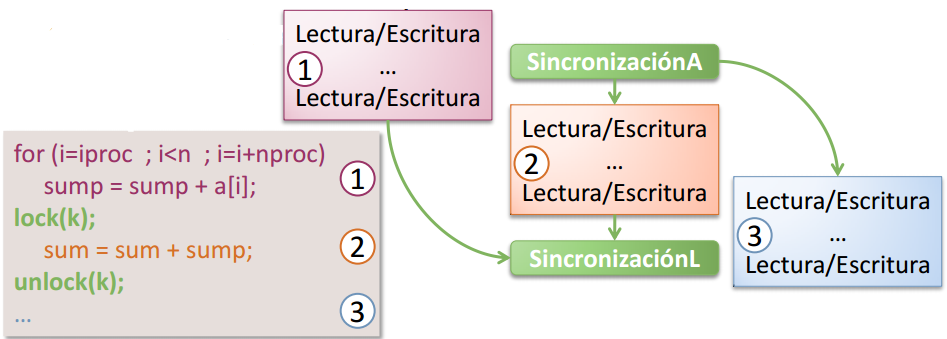 Lectura/Escritura
1
...
Lectura/Escritura
SincronizaciónA
Lectura/Escritura
2
...
Lectura/Escritura
SincronizaciónL
Lectura/Escritura
3
...
Lectura/Escritura
for (i=iproc ; i<n ; i=i+nproc)
sump = sump + a[i];
1
lock(k);
sum = sum + sump;
2
unlock(k);
...
3